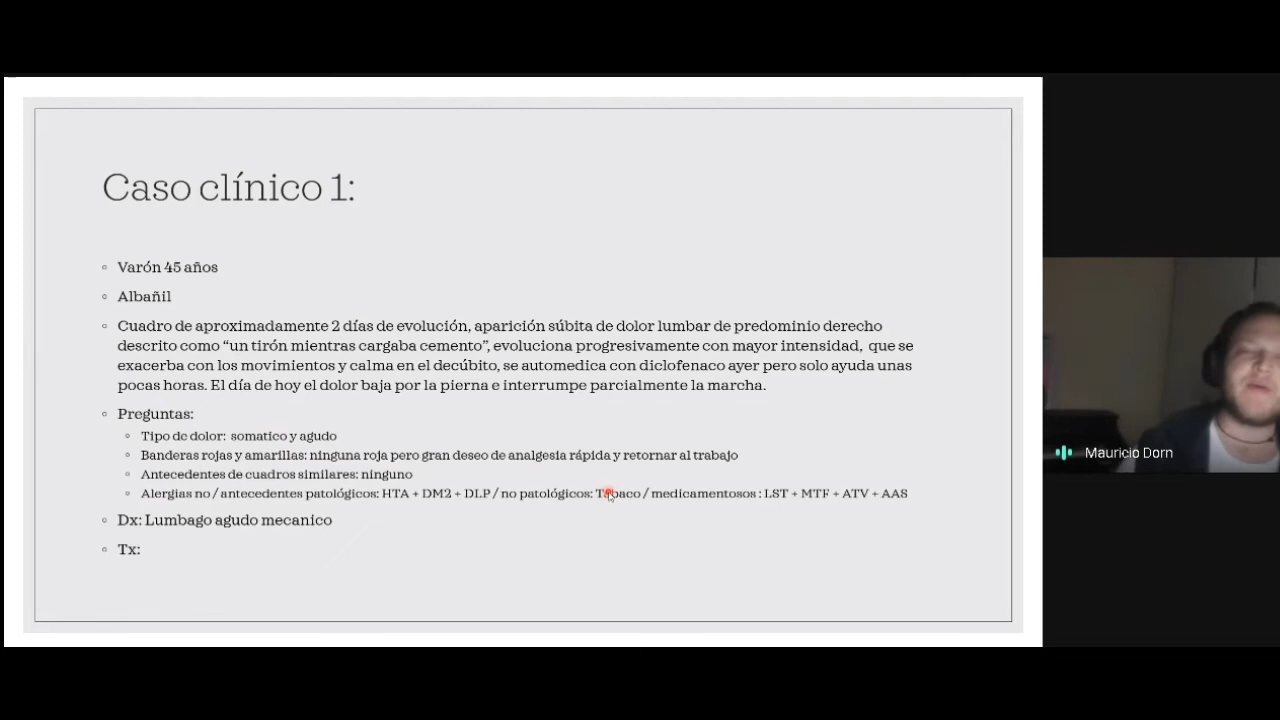 Caso clínico 1:
Varón 45 años
Albañil
Cuadro de aproximadamente 2 días de evolución, aparición súbita de dolor lumbar de predominio derecho
descrito como “un tirón mientras cargaba cemento”, evoluciona progresivamente con mayor intensidad, que se
exacerba con los movimientos y calma en el decúbito, se automedica con diclofenaco ayer pero solo ayuda unas
pocas horas. El día de hoy el dolor baja por la pierna e interrumpe parcialmente la marcha.
Preguntas:
Tipo de dolor: somatico y agudo
Banderas rojas y amarillas: ninguna roja pero gran deseo de analgesia rápida y retornar al trabajo
Antecedentes de cuadros similares: ninguno
Alergias no / antecedentes patológicos: HTA + DM2 + DLP / no patológicos: Tabaco / medicamentosos : LST + MTF + ATV + AAS
Dx: Lumbago agudo mecanico
Tx:
Mauricio Dorn